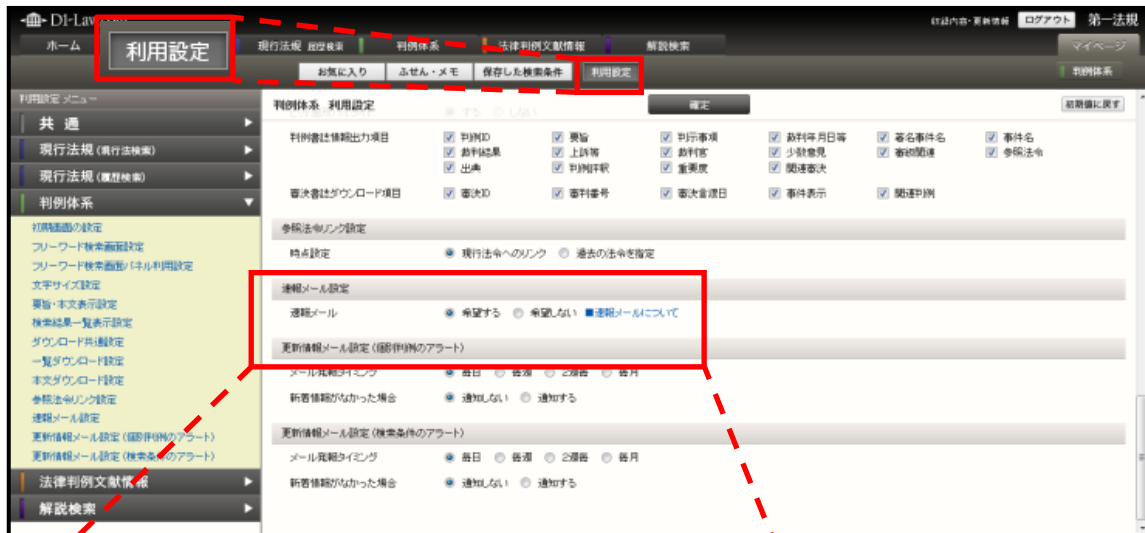 D1-Law
収録内容・更新情報 ログアウト 第一法規
ホーム 利用設定 現行法規 履歴検索 判例体系 法律判例文献情報 解説検索 マイページ
お気に入り ふせん・メモ 保存した検索条件 利用設定 判例体系
利用設定 メニュー
共通
現行法規 (現行法検索)
現行法規 (履歴検索)
判例体系
初期画面の設定
フリーワード検索画面設定
フリーワード検索画面パネル利用設定
文字サイズ設定
要旨・本文表示設定
検索結果一覧表示設定
ダウンロード共通設定
一覧ダウンロード設定
本文ダウンロード設定
参照法令リンク設定
速報メール設定
更新情報メール設定 (個別判例のアラート)
更新情報メール設定 (検索条件のアラート)
法律判例文献情報
解説検索
判例体系 利用設定 確定 初期値に戻す
する しない
判例書誌情報出力項目 判例ID 要旨 判示事項 裁判年月日等 著名事件名 事件名
裁判結果 上訴等 裁判官 少数意見 審級関連 参照法令
出典 判例評釈 重要度 関連審決
審決書誌ダウンロード項目 審決ID 審判番号 審決言渡日 事件表示 関連判例
参照法令リンク設定
時点設定 現行法令へのリンク 過去の法令を指定
速報メール設定
速報メール 希望する 希望しない ■速報メールについて
更新情報メール設定 (個別判例のアラート)
メール発報タイミング 毎日 毎週 2週毎 毎月
新着情報がなかった場合 通知しない 通知する
更新情報メール設定 (検索条件のアラート)
メール発報タイミング 毎日 毎週 2週毎 毎月
新着情報がなかった場合 通知しない 通知する